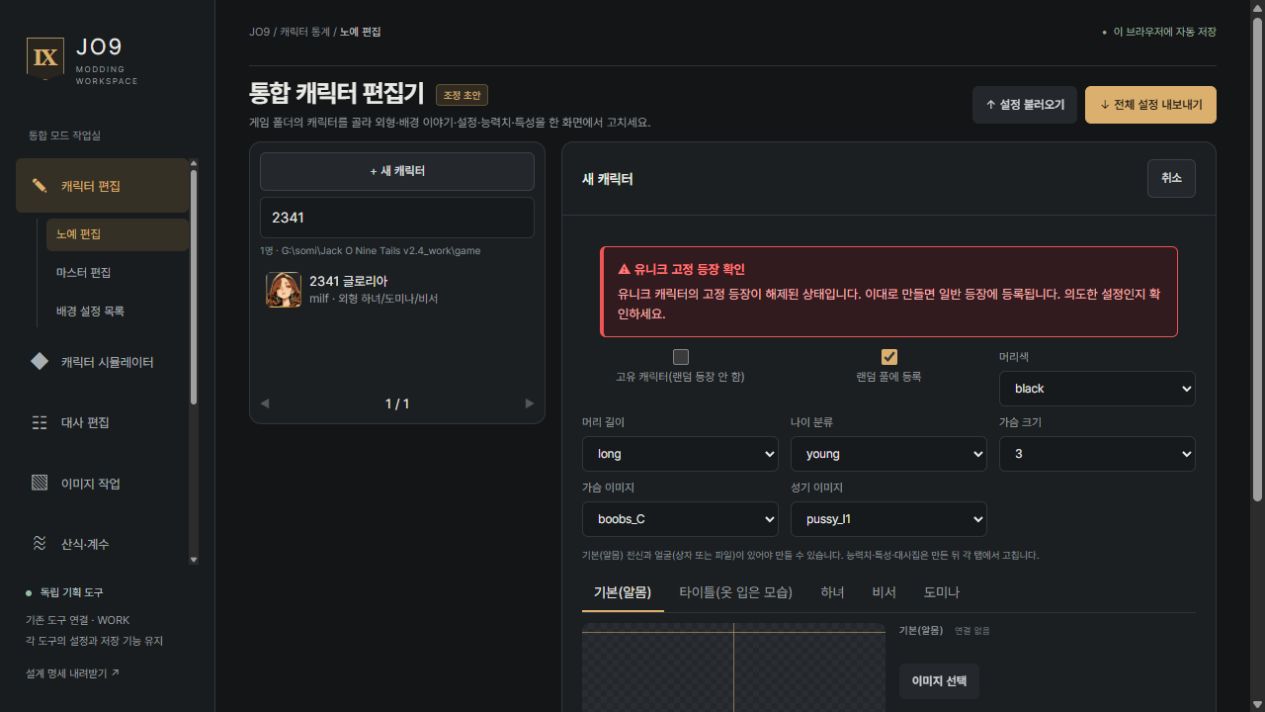 IX
JO9
MODDING
WORKSPACE
통합 모드 작업실
캐릭터 편집
노예 편집
마스터 편집
배경 설정 목록
캐릭터 시뮬레이터
대사 편집
이미지 작업
산식·계수
독립 기획 도구
기존 도구 연결 · WORK
각 도구의 설정과 저장 기능 유지
설계 명세 내려받기 ↗
JO9 / 캐릭터 통계 / 노예 편집
• 이 브라우저에 자동 저장
통합 캐릭터 편집기 조정 초안
게임 폴더의 캐릭터를 골라 외형·배경 이야기·설정·능력치·특성을 한 화면에서 고치세요.
↑ 설정 불러오기
↓ 전체 설정 내보내기
+ 새 캐릭터
2341
1명 · G:\somi\Jack O Nine Tails v2.4_work\game
2341 글로리아
milf · 외형 하녀/도미나/비서
◀ 1 / 1 ▶
새 캐릭터
취소
유니크 고정 등장 확인
유니크 캐릭터의 고정 등장이 해제된 상태입니다. 이대로 만들면 일반 등장에 등록됩니다. 의도한 설정인지 확
인하세요.
고유 캐릭터(랜덤 등장 안 함)
랜덤 풀에 등록
머리색
black
머리 길이
long
나이 분류
young
가슴 크기
3
가슴 이미지
boobs_C
성기 이미지
pussy_l1
기본(알몸) 전신과 얼굴(상자 또는 파일)이 있어야 만들 수 있습니다. 능력치·특성·대사집은 만든 뒤 각 탭에서 고칩니다.
기본(알몸) 타이틀(옷 입은 모습) 하녀 비서 도미나
기본(알몸) 연결 없음
이미지 선택